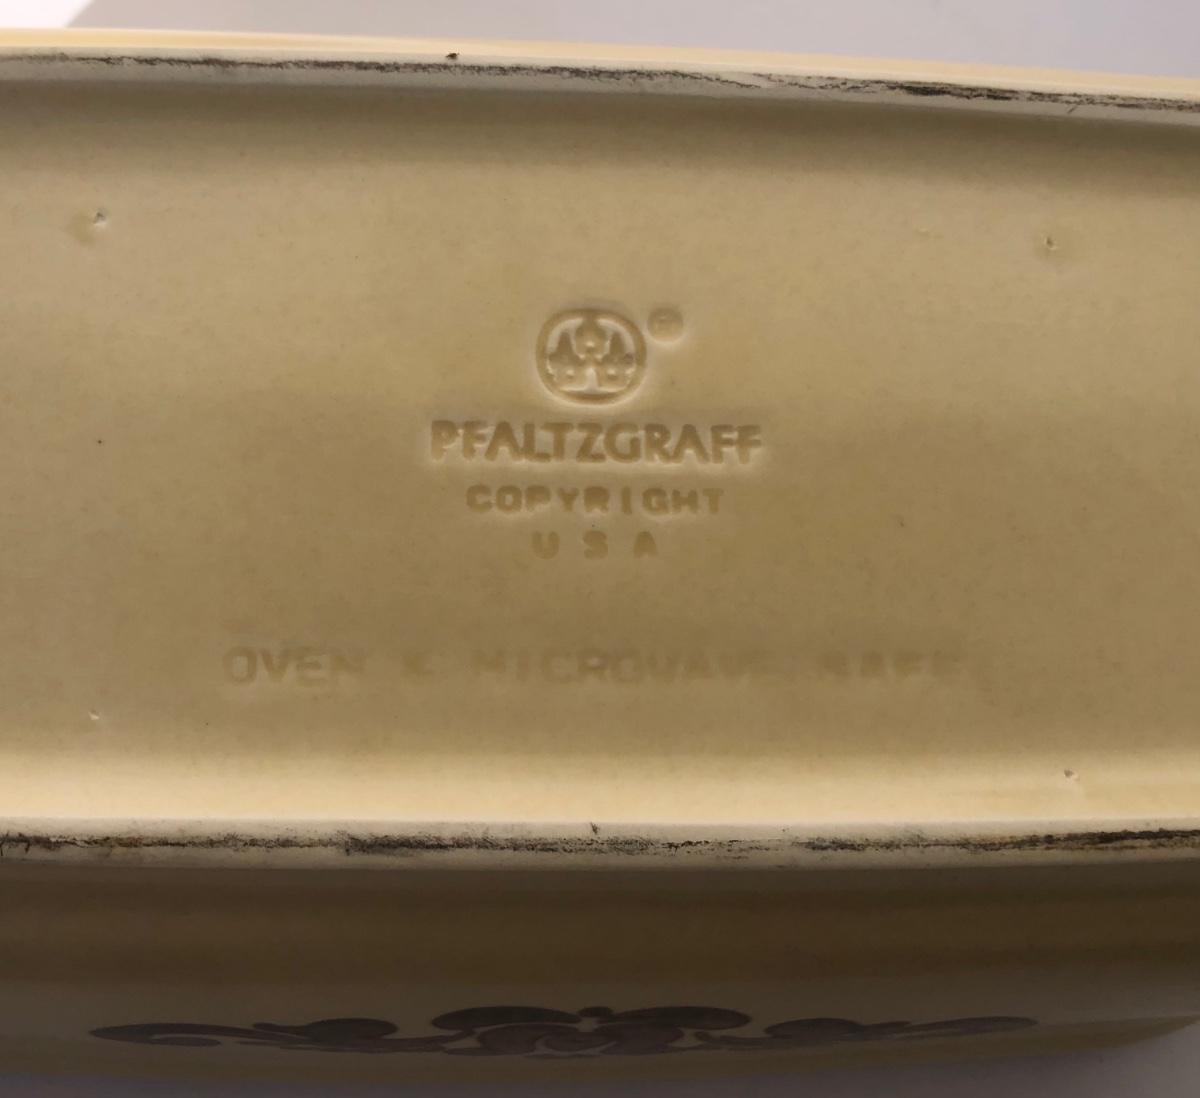 ®
PFALTZGRAFF
COPYRIGHT
USA
OVEN & MICROWAVE SAFE